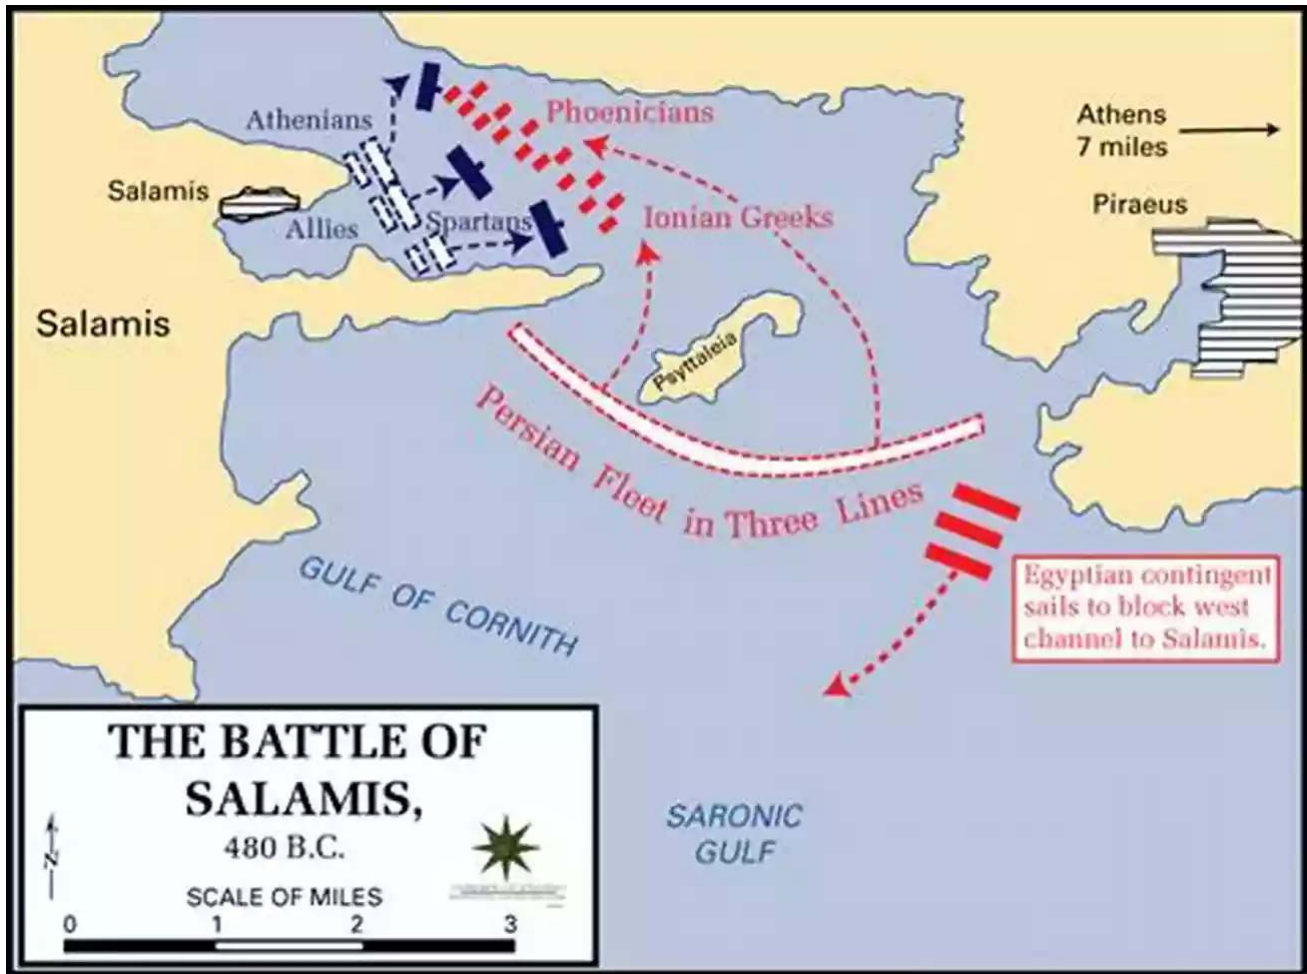 Phoenicians
Athenians
Athens
7 miles
Salamis
Piraeus
Allies
Spartans
Ionian Greeks
Salamis
Psyttaleia
Persian Fleet in Three Lines
Egyptian contingent
sails to block west
channel to Salamis.
GULF OF CORNITH
THE BATTLE OF
SALAMIS,
480 B.C.
N
SCALE OF MILES
0 1 2 3
SARONIC
GULF